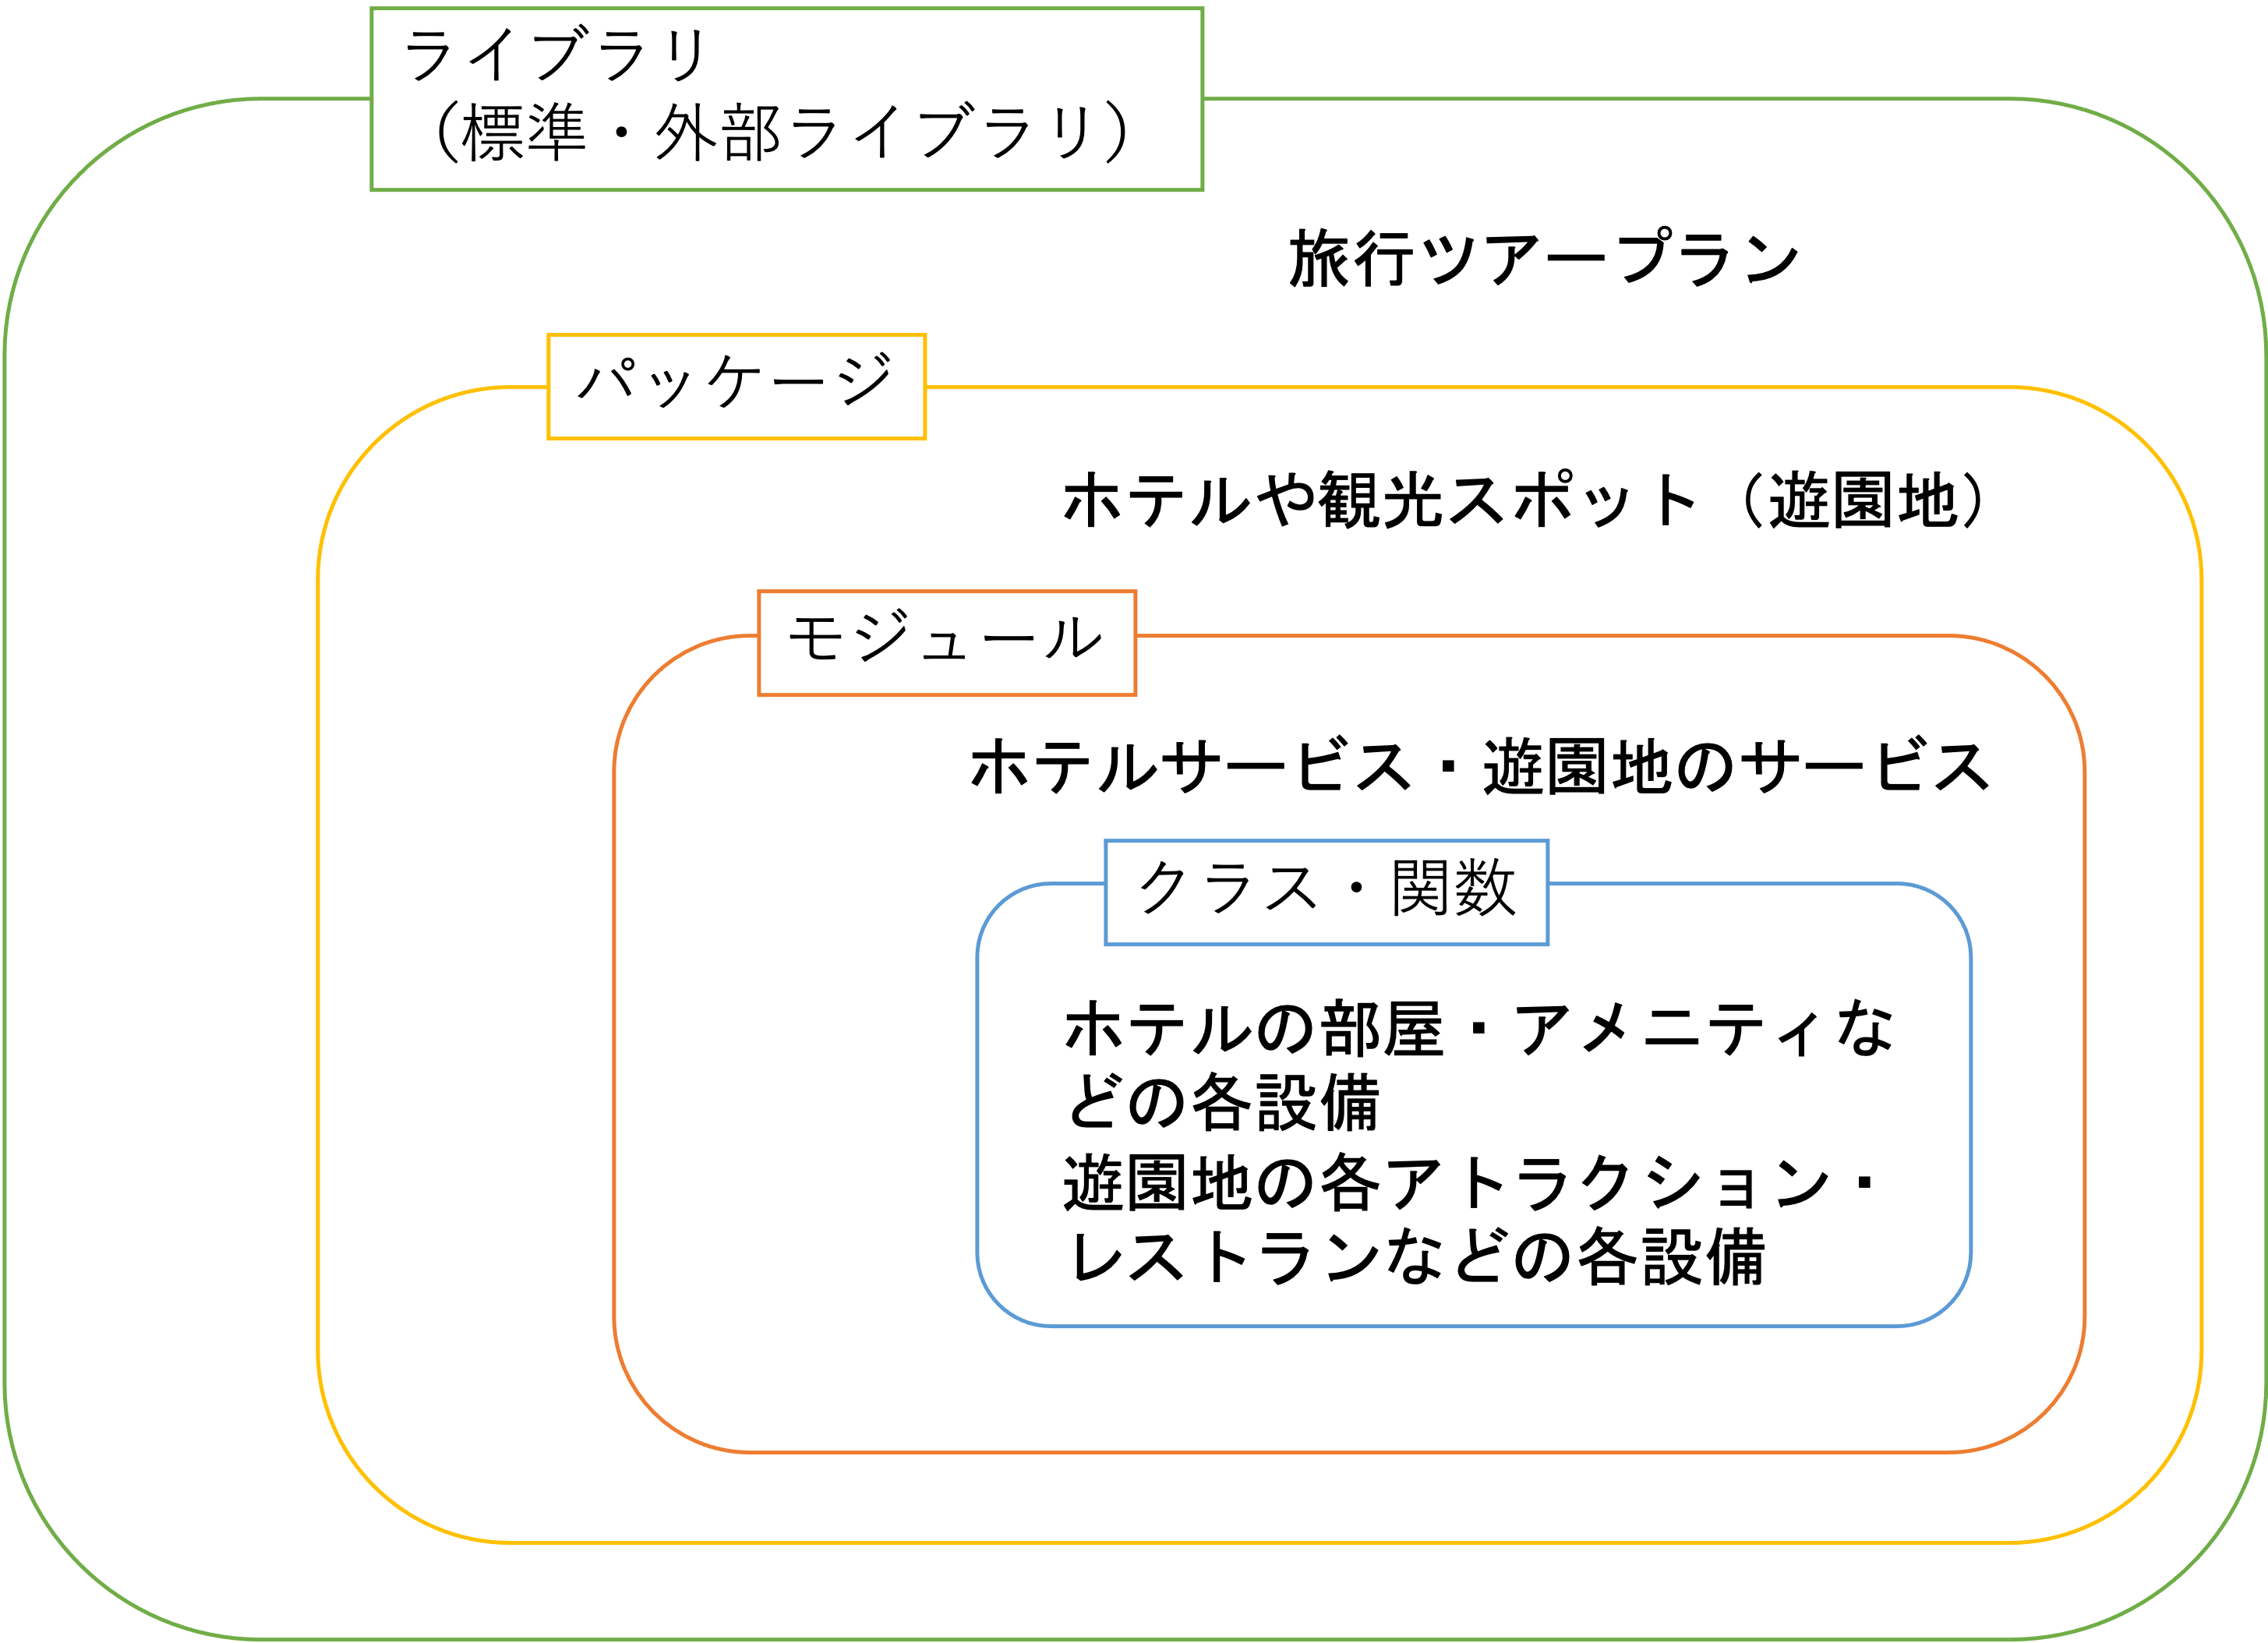 ライブラリ
（標準・外部ライブラリ）
旅行ツアープラン
パッケージ
ホテルや観光スポット（遊園地）
モジュール
ホテルサービス・遊園地のサービス
クラス・関数
ホテルの部屋・アメニティな
どの各設備
遊園地の各アトラクション・
レストランなどの各設備